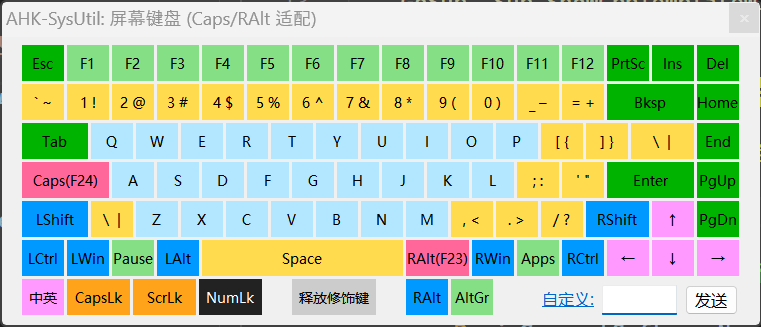 AHK-SysUtil: 屏幕键盘 (Caps/RAlt 适配) ×
Esc F1 F2 F3 F4 F5 F6 F7 F8 F9 F10 F11 F12 PrtSc Ins Del
` ~ 1 ! 2 @ 3 # 4 $ 5 % 6 ^ 7 & 8 * 9 ( 0 ) _ – = + Bksp Home
Tab Q W E R T Y U I O P [ { ] } \ | End
Caps(F24) A S D F G H J K L ; : ' " Enter PgUp
LShift \ | Z X C V B N M , < . > / ? RShift ↑ PgDn
LCtrl LWin Pause LAlt Space RAlt(F23) RWin Apps RCtrl ← ↓ →
中英 CapsLk ScrLk NumLk 释放修饰键 RAlt AltGr 自定义: 发送